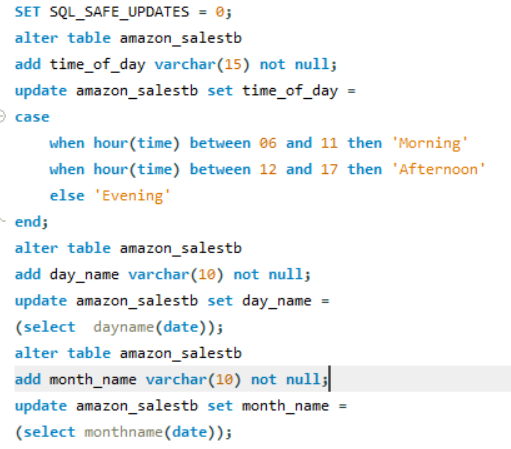 SET SQL_SAFE_UPDATES = 0;
alter table amazon_salestb
add time_of_day varchar(15) not null;
update amazon_salestb set time_of_day =
case
when hour(time) between 06 and 11 then 'Morning'
when hour(time) between 12 and 17 then 'Afternoon'
else 'Evening'
end;
alter table amazon_salestb
add day_name varchar(10) not null;
update amazon_salestb set day_name =
(select  dayname(date));
alter table amazon_salestb
add month_name varchar(10) not null;
update amazon_salestb set month_name =
(select monthname(date));